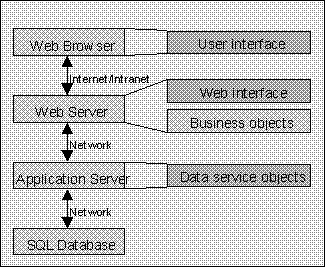 Web Browser
User interface
Internet/Intranet
Web interface
Web Server
Business objects
Network
Application Server
Data service objects
Network
SQL Database